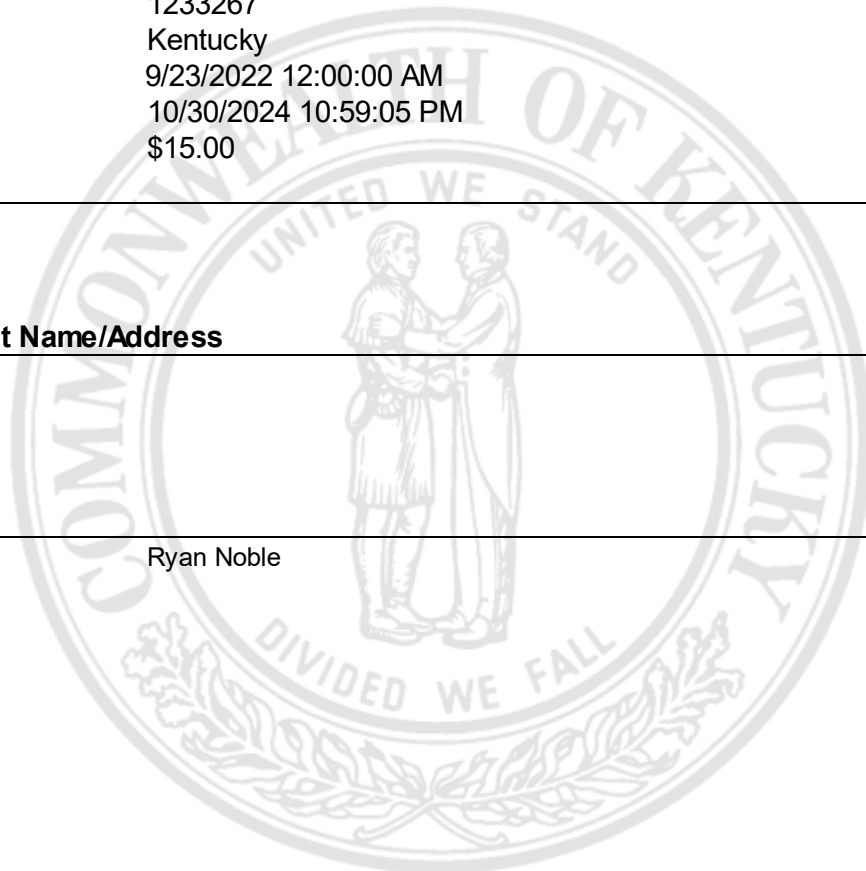 1233267
Kentucky
9/23/2022 12:00:00 AM
10/30/2024 10:59:05 PM
$15.00
COMMONWEALTH OF KENTUCKY
UNITED WE STAND
t Name/Address
Ryan Noble
DIVIDED WE FALL